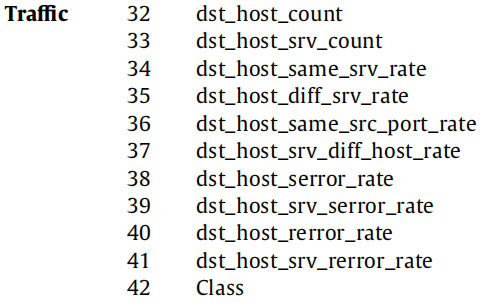 Traffic 32 dst_host_count
33 dst_host_srv_count
34 dst_host_same_srv_rate
35 dst_host_diff_srv_rate
36 dst_host_same_src_port_rate
37 dst_host_srv_diff_host_rate
38 dst_host_serror_rate
39 dst_host_srv_serror_rate
40 dst_host_rerror_rate
41 dst_host_srv_rerror_rate
42 Class